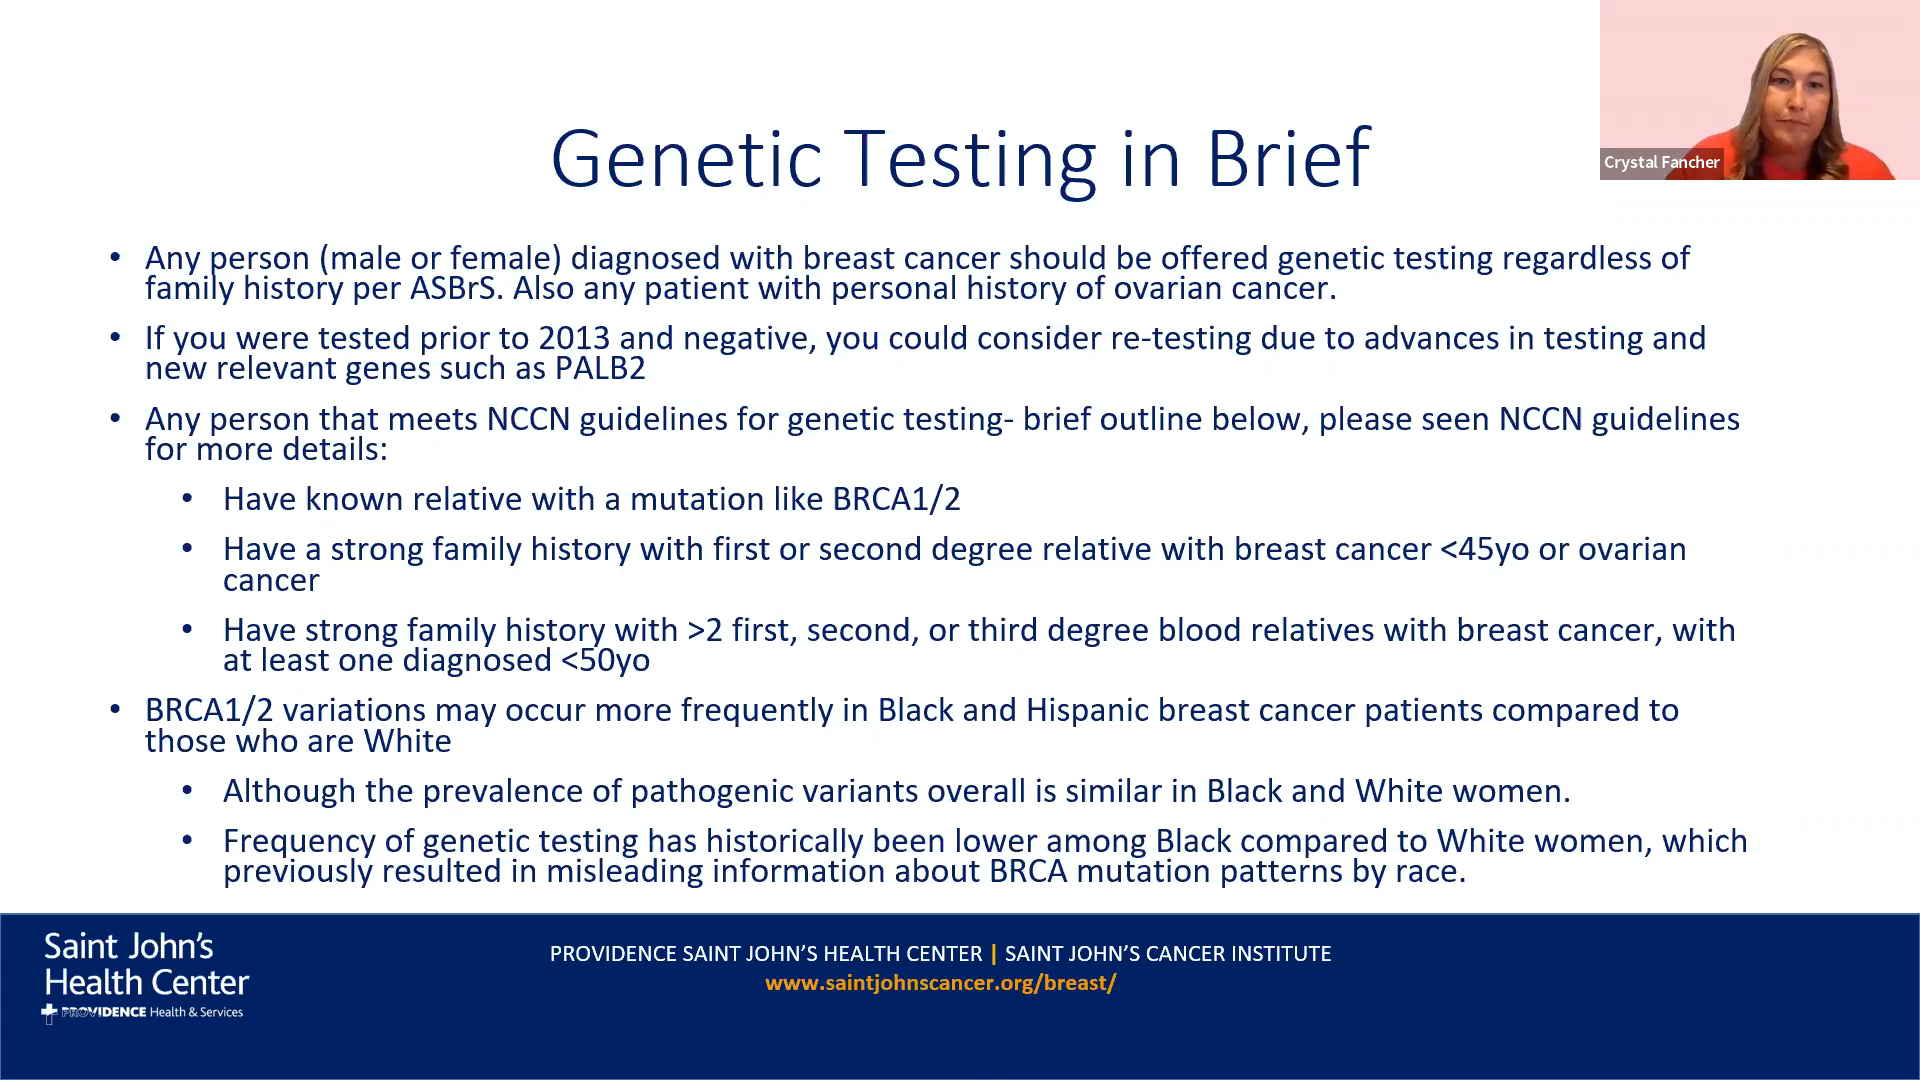 Crystal Fancher
Genetic Testing in Brief
• Any person (male or female) diagnosed with breast cancer should be offered genetic testing regardless of
family history per ASBrS. Also any patient with personal history of ovarian cancer.
• If you were tested prior to 2013 and negative, you could consider re-testing due to advances in testing and
new relevant genes such as PALB2
• Any person that meets NCCN guidelines for genetic testing- brief outline below, please seen NCCN guidelines
for more details:
• Have known relative with a mutation like BRCA1/2
• Have a strong family history with first or second degree relative with breast cancer <45yo or ovarian
cancer
• Have strong family history with >2 first, second, or third degree blood relatives with breast cancer, with
at least one diagnosed <50yo
• BRCA1/2 variations may occur more frequently in Black and Hispanic breast cancer patients compared to
those who are White
• Although the prevalence of pathogenic variants overall is similar in Black and White women.
• Frequency of genetic testing has historically been lower among Black compared to White women, which
previously resulted in misleading information about BRCA mutation patterns by race.
Saint John's
Health Center
PROVIDENCE Health & Services
PROVIDENCE SAINT JOHN'S HEALTH CENTER | SAINT JOHN'S CANCER INSTITUTE
www.saintjohnscancer.org/breast/